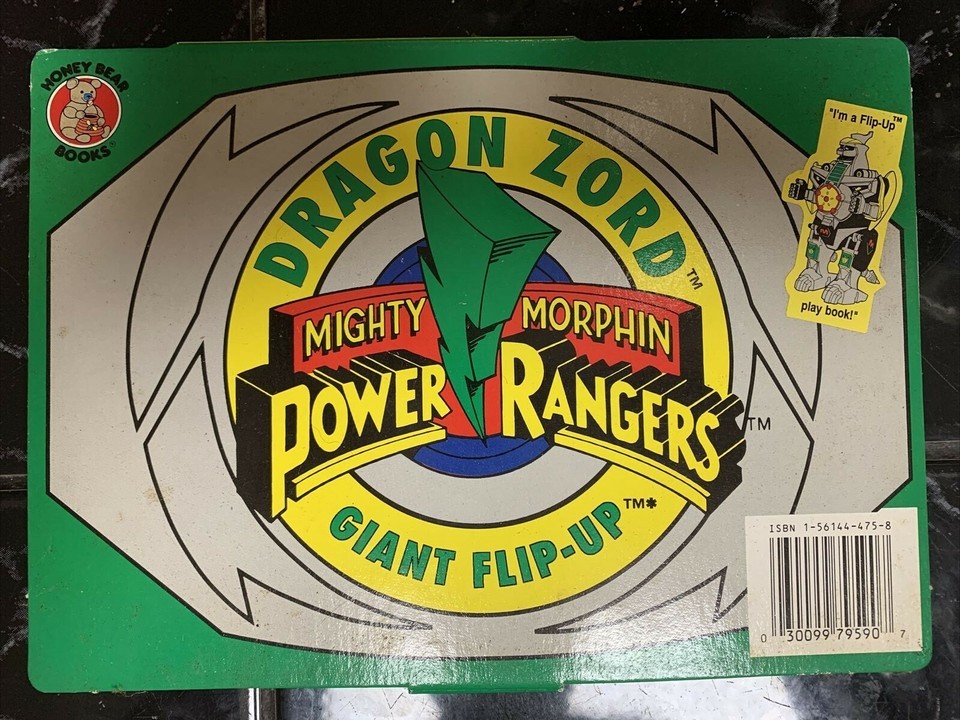 HONEY BEAR
BOOKS®
"I'm a Flip-Up™
play book!"
DRAGON ZORD™
MIGHTY MORPHIN
POWER RANGERS™
GIANT FLIP-UP™*
ISBN 1-56144-475-8
0 30099 79590 7